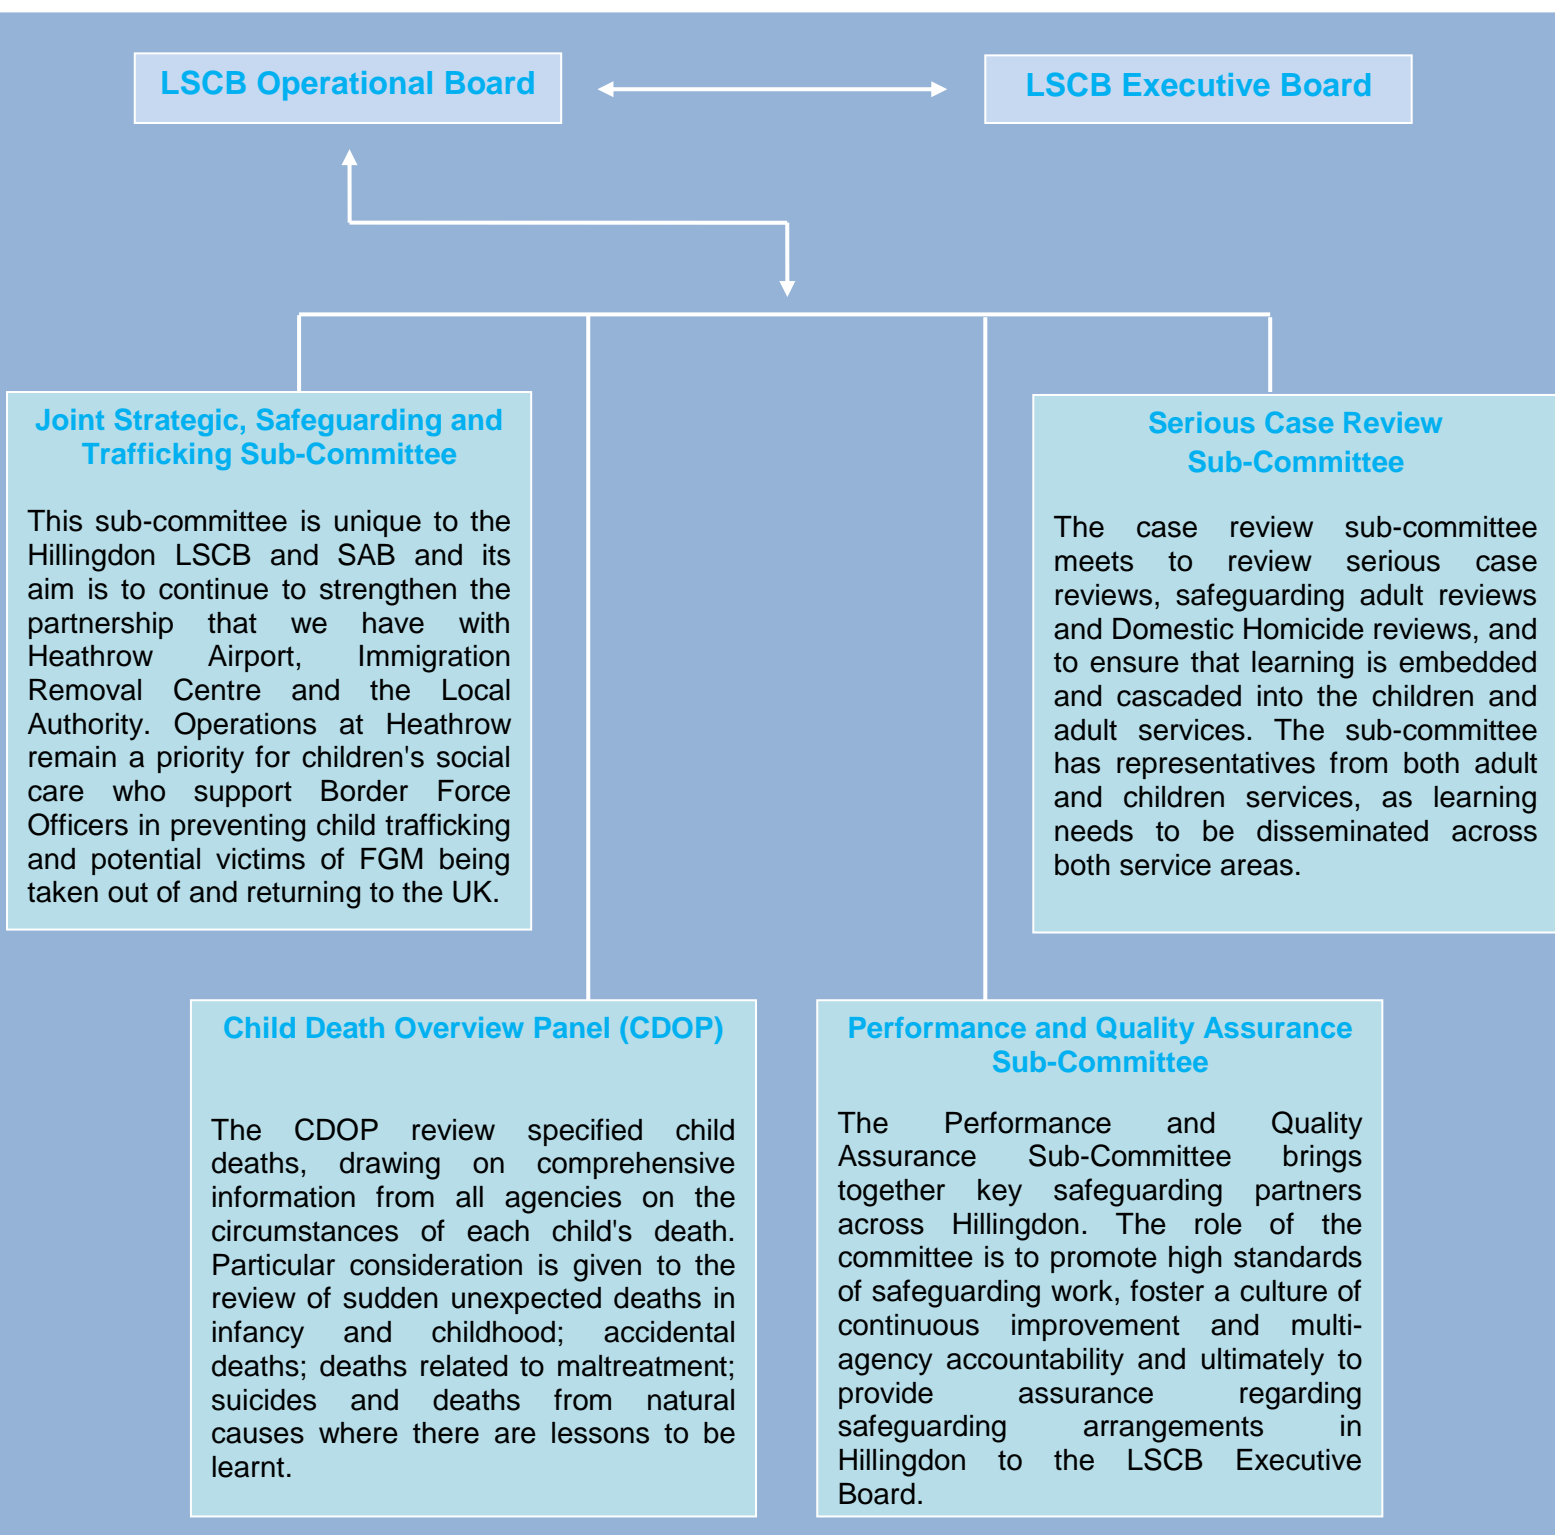 LSCB Operational Board
LSCB Executive Board
Joint Strategic, Safeguarding and
Trafficking Sub-Committee
This sub-committee is unique to the
Hillingdon LSCB and SAB and its
aim is to continue to strengthen the
partnership that we have with
Heathrow Airport, Immigration
Removal Centre and the Local
Authority. Operations at Heathrow
remain a priority for children's social
care who support Border Force
Officers in preventing child trafficking
and potential victims of FGM being
taken out of and returning to the UK.
Serious Case Review
Sub-Committee
The case review sub-committee
meets to review serious case
reviews, safeguarding adult reviews
and Domestic Homicide reviews, and
to ensure that learning is embedded
and cascaded into the children and
adult services. The sub-committee
has representatives from both adult
and children services, as learning
needs to be disseminated across
both service areas.
Child Death Overview Panel (CDOP)
The CDOP review specified child
deaths, drawing on comprehensive
information from all agencies on the
circumstances of each child's death.
Particular consideration is given to the
review of sudden unexpected deaths in
infancy and childhood; accidental
deaths; deaths related to maltreatment;
suicides and deaths from natural
causes where there are lessons to be
learnt.
Performance and Quality Assurance
Sub-Committee
The Performance and Quality
Assurance Sub-Committee brings
together key safeguarding partners
across Hillingdon. The role of the
committee is to promote high standards
of safeguarding work, foster a culture of
continuous improvement and multi-
agency accountability and ultimately to
provide assurance regarding
safeguarding arrangements in
Hillingdon to the LSCB Executive
Board.